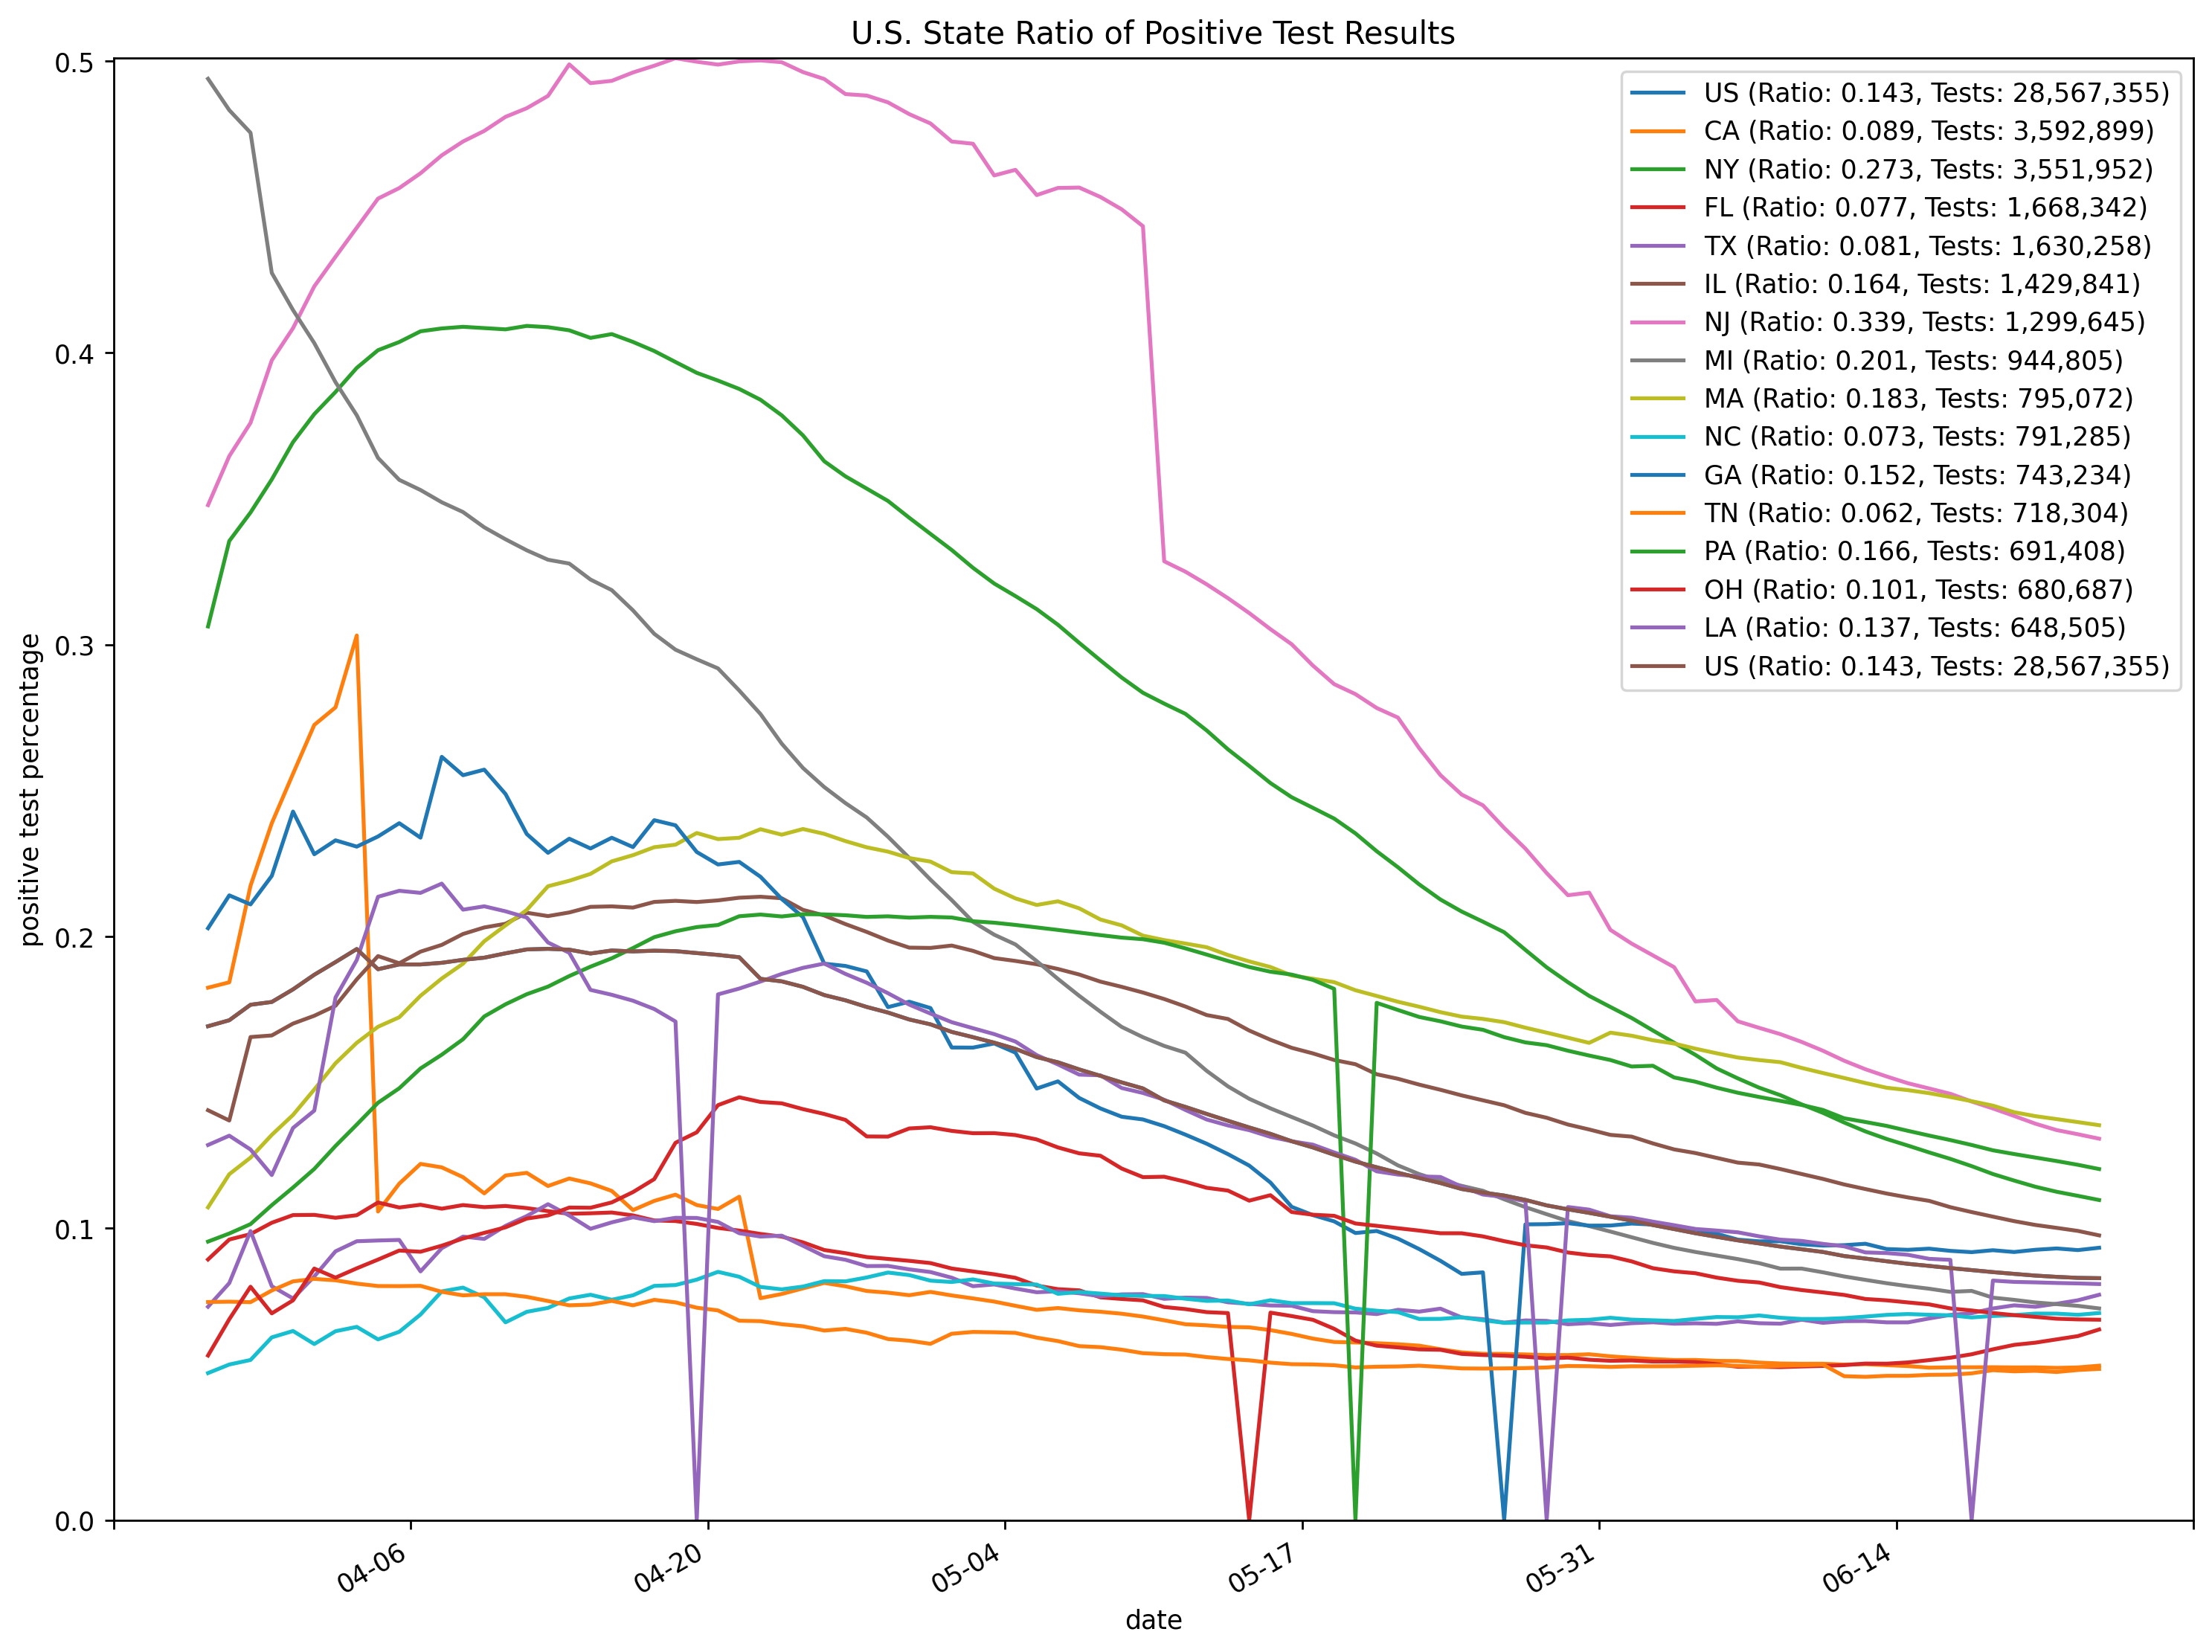 U.S. State Ratio of Positive Test Results
0.5
0.4
0.3
0.2
0.1
0.0
positive test percentage
US (Ratio: 0.143, Tests: 28,567,355)
CA (Ratio: 0.089, Tests: 3,592,899)
NY (Ratio: 0.273, Tests: 3,551,952)
FL (Ratio: 0.077, Tests: 1,668,342)
TX (Ratio: 0.081, Tests: 1,630,258)
IL (Ratio: 0.164, Tests: 1,429,841)
NJ (Ratio: 0.339, Tests: 1,299,645)
MI (Ratio: 0.201, Tests: 944,805)
MA (Ratio: 0.183, Tests: 795,072)
NC (Ratio: 0.073, Tests: 791,285)
GA (Ratio: 0.152, Tests: 743,234)
TN (Ratio: 0.062, Tests: 718,304)
PA (Ratio: 0.166, Tests: 691,408)
OH (Ratio: 0.101, Tests: 680,687)
LA (Ratio: 0.137, Tests: 648,505)
US (Ratio: 0.143, Tests: 28,567,355)
04-06
04-20
05-04
05-17
05-31
06-14
date